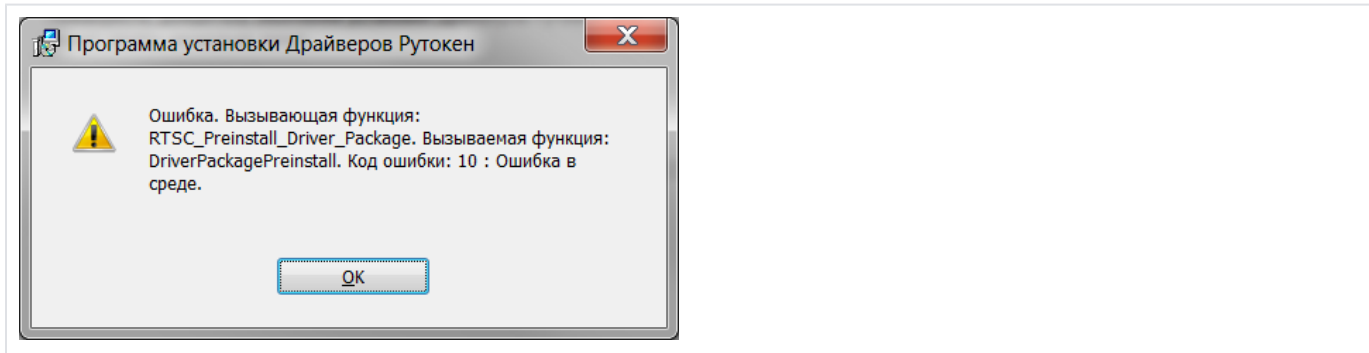 Программа установки Драйверов Рутокен
Ошибка. Вызывающая функция:
RTSC_Preinstall_Driver_Package. Вызываемая функция:
DriverPackagePreinstall. Код ошибки: 10 : Ошибка в
среде.
OK